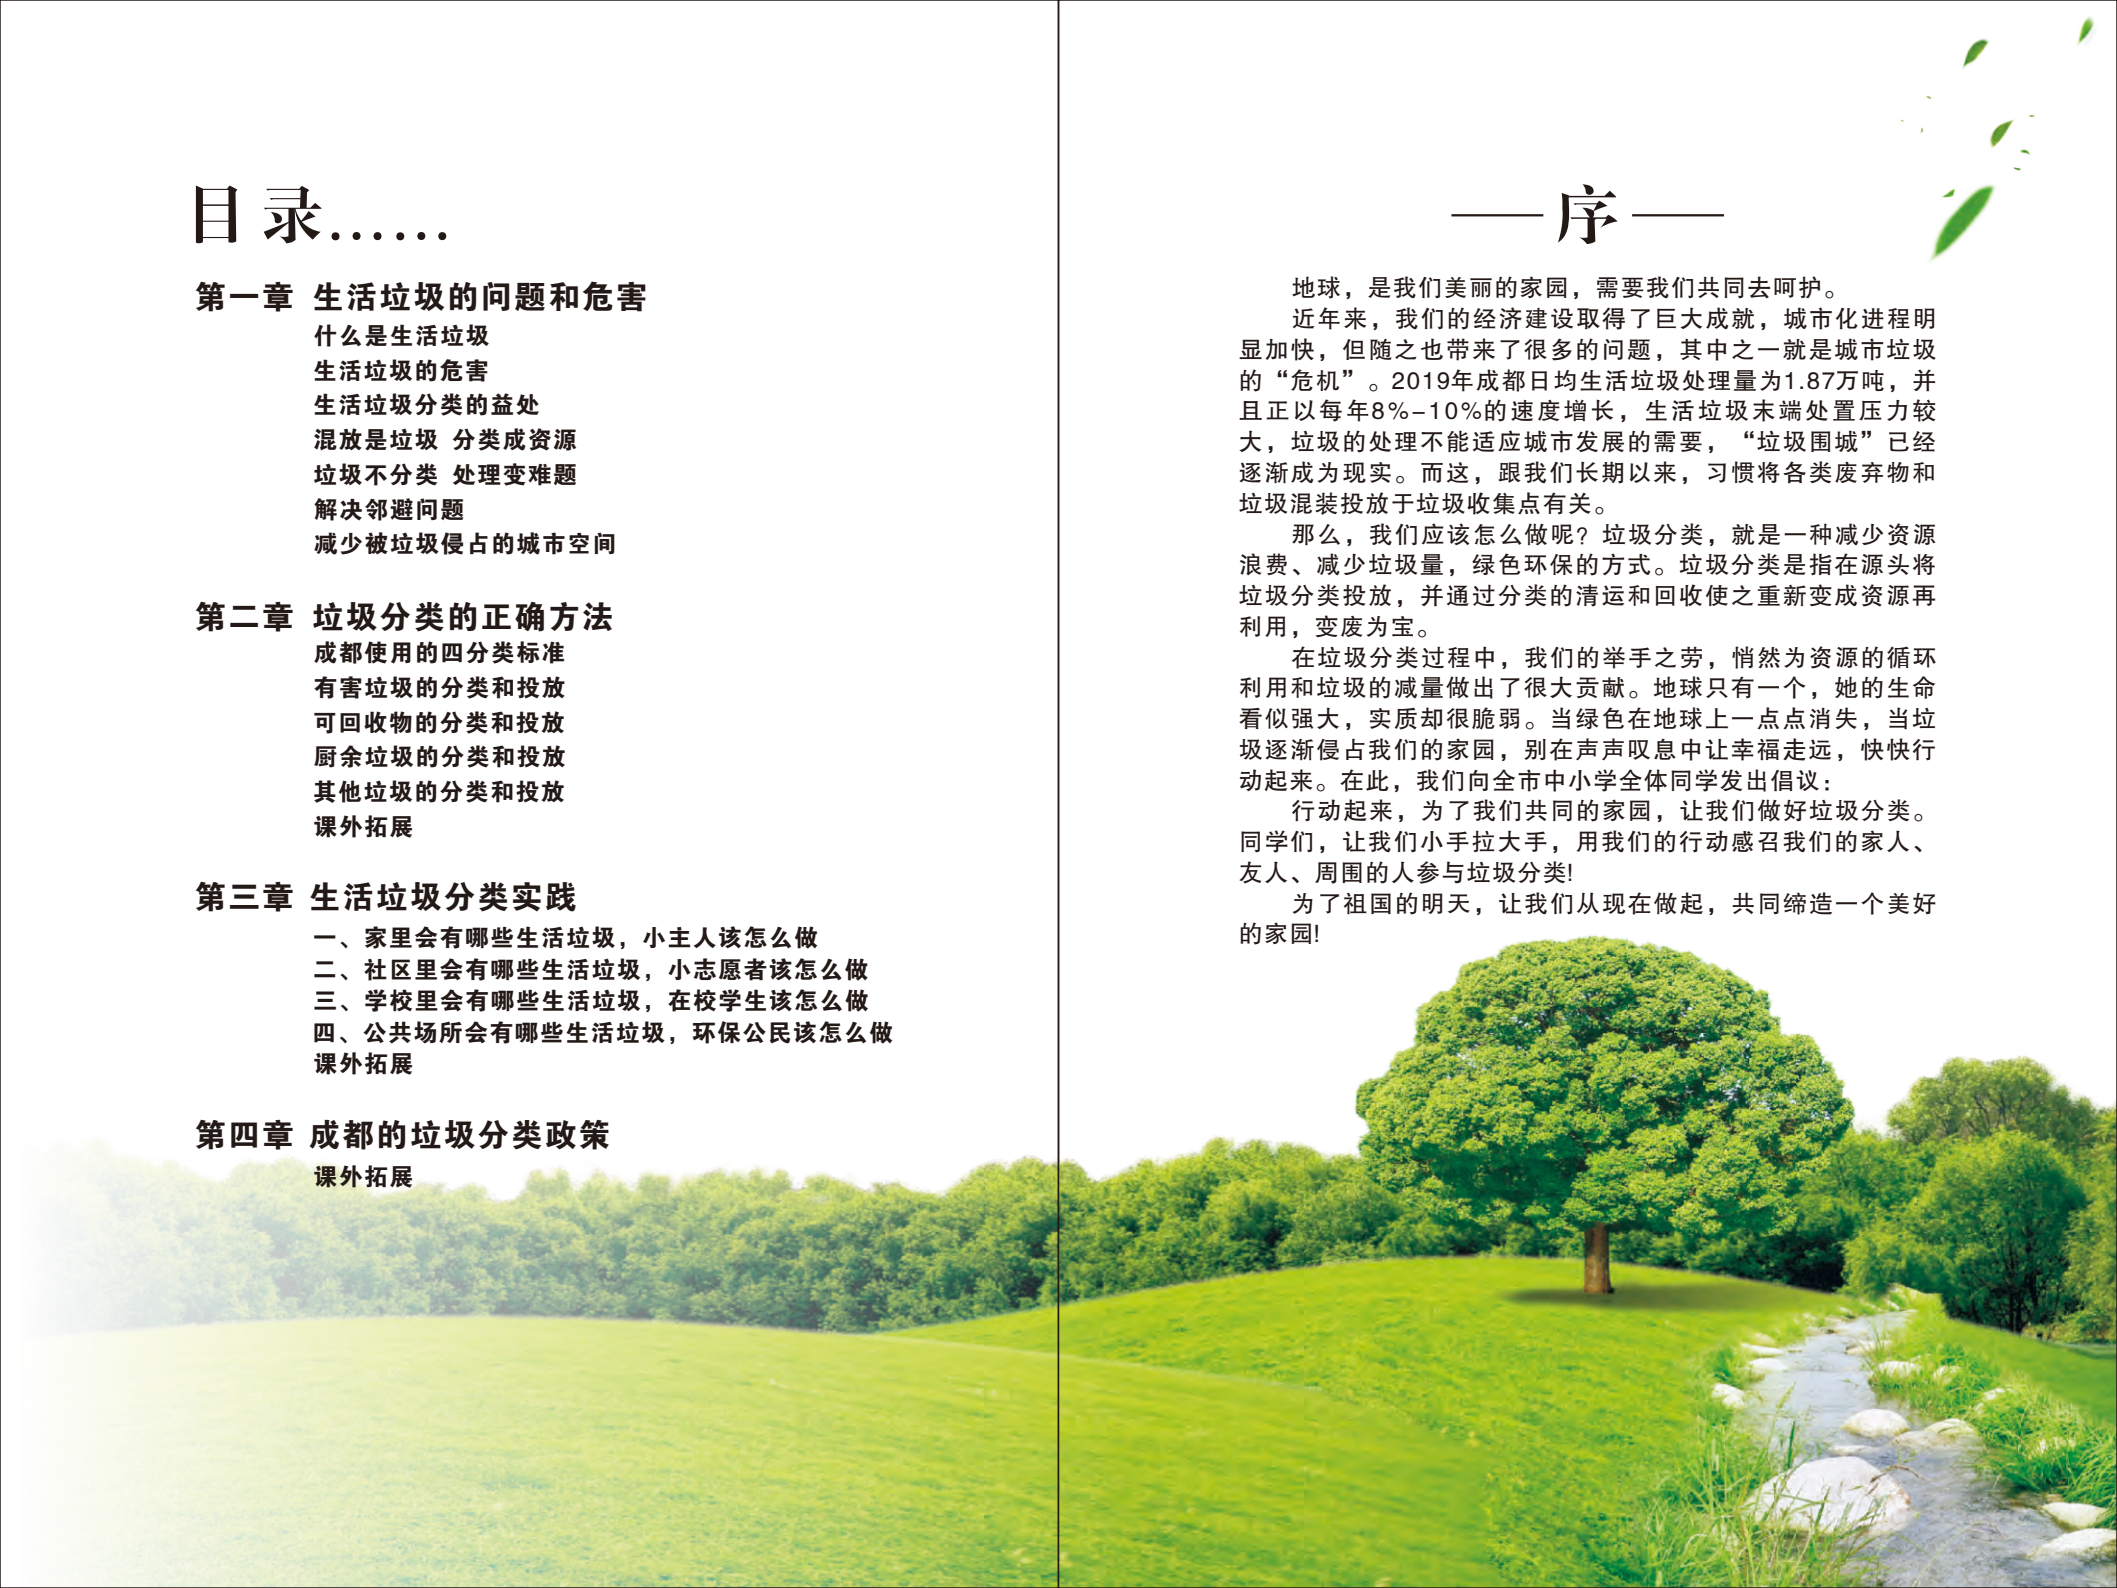 目 录……
第一章 生活垃圾的问题和危害
什么是生活垃圾
生活垃圾的危害
生活垃圾分类的益处
混放是垃圾 分类成资源
垃圾不分类 处理变难题
解决邻避问题
减少被垃圾侵占的城市空间
第二章 垃圾分类的正确方法
成都使用的四分类标准
有害垃圾的分类和投放
可回收物的分类和投放
厨余垃圾的分类和投放
其他垃圾的分类和投放
课外拓展
第三章 生活垃圾分类实践
一、家里会有哪些生活垃圾，小主人该怎么做
二、社区里会有哪些生活垃圾，小志愿者该怎么做
三、学校里会有哪些生活垃圾，在校学生该怎么做
四、公共场所会有哪些生活垃圾，环保公民该怎么做
课外拓展
第四章 成都的垃圾分类政策
课外拓展
——序——
地球，是我们美丽的家园，需要我们共同去呵护。
近年来，我们的经济建设取得了巨大成就，城市化进程明
显加快，但随之也带来了很多的问题，其中之一就是城市垃圾
的“危机”。2019年成都日均生活垃圾处理量为1.87万吨，并
且正以每年8%–10%的速度增长，生活垃圾末端处置压力较
大，垃圾的处理不能适应城市发展的需要，“垃圾围城”已经
逐渐成为现实。而这，跟我们长期以来，习惯将各类废弃物和
垃圾混装投放于垃圾收集点有关。
那么，我们应该怎么做呢？垃圾分类，就是一种减少资源
浪费、减少垃圾量，绿色环保的方式。垃圾分类是指在源头将
垃圾分类投放，并通过分类的清运和回收使之重新变成资源再
利用，变废为宝。
在垃圾分类过程中，我们的举手之劳，悄然为资源的循环
利用和垃圾的减量做出了很大贡献。地球只有一个，她的生命
看似强大，实质却很脆弱。当绿色在地球上一点点消失，当垃
圾逐渐侵占我们的家园，别在声声叹息中让幸福走远，快快行
动起来。在此，我们向全市中小学全体同学发出倡议：
行动起来，为了我们共同的家园，让我们做好垃圾分类。
同学们，让我们小手拉大手，用我们的行动感召我们的家人、
友人、周围的人参与垃圾分类!
为了祖国的明天，让我们从现在做起，共同缔造一个美好
的家园!